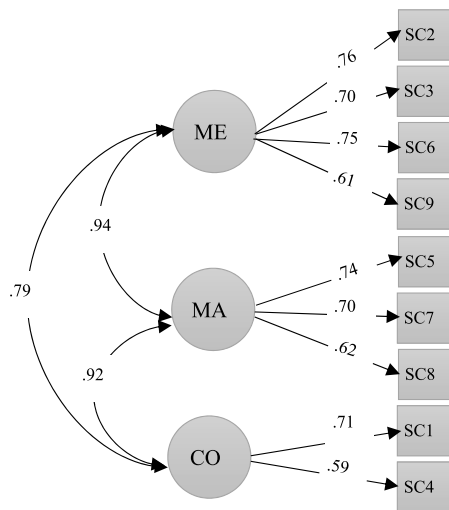 SC2
.76
SC3
.70
ME
.75
SC6
.61
SC9
.94
SC5
.74
.79
MA
.70
SC7
.62
SC8
.92
.71
SC1
CO
.59
SC4